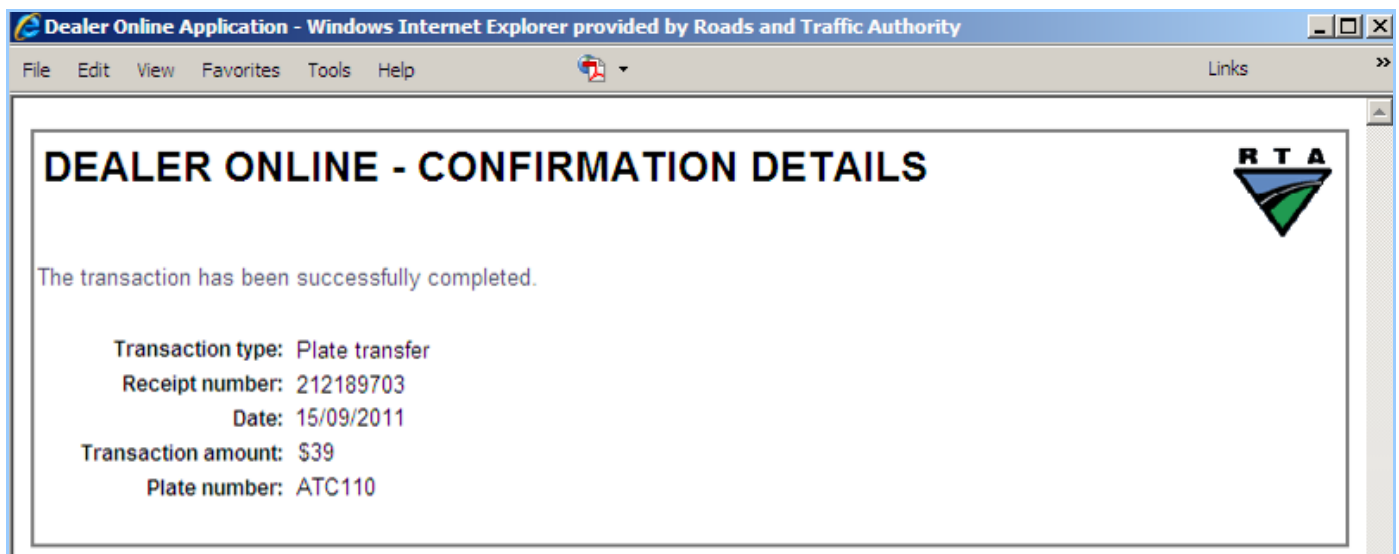 Dealer Online Application - Windows Internet Explorer provided by Roads and Traffic Authority
File Edit View Favorites Tools Help Links »
DEALER ONLINE - CONFIRMATION DETAILS
R T A
The transaction has been successfully completed.
Transaction type: Plate transfer
Receipt number: 212189703
Date: 15/09/2011
Transaction amount: $39
Plate number: ATC110